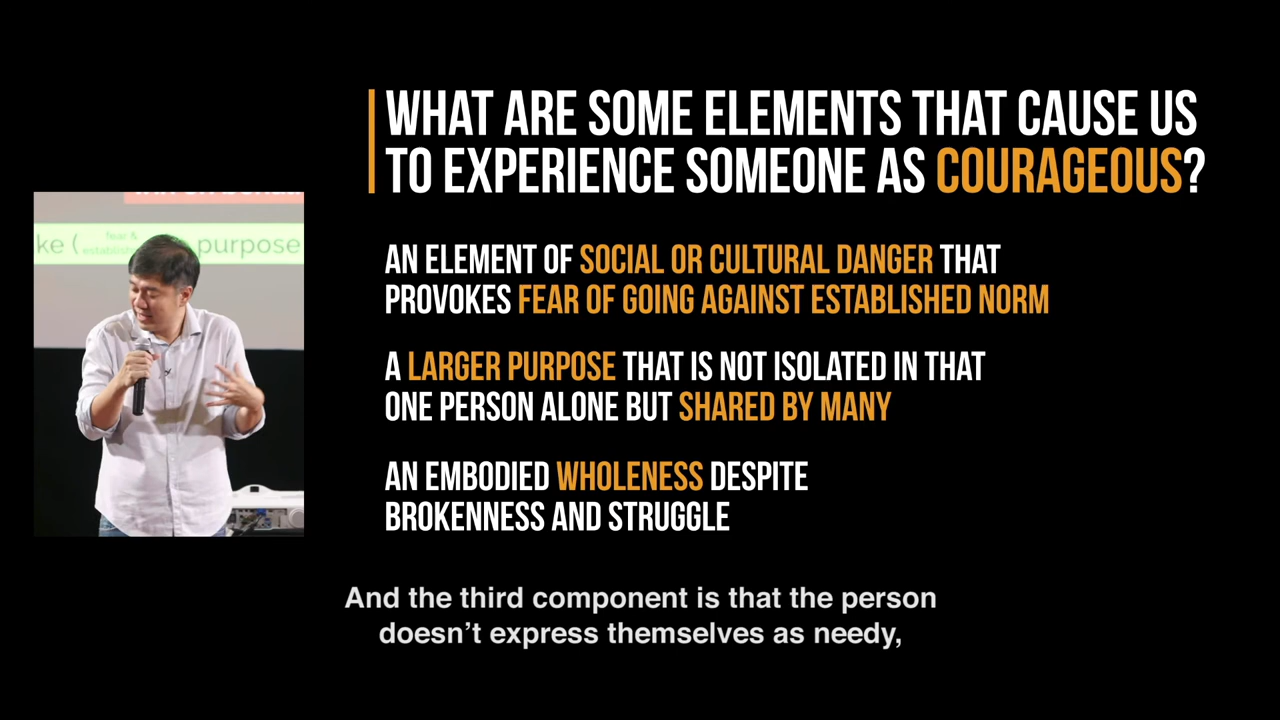 WHAT ARE SOME ELEMENTS THAT CAUSE US
TO EXPERIENCE SOMEONE AS COURAGEOUS?
AN ELEMENT OF SOCIAL OR CULTURAL DANGER THAT
PROVOKES FEAR OF GOING AGAINST ESTABLISHED NORM
A LARGER PURPOSE THAT IS NOT ISOLATED IN THAT
ONE PERSON ALONE BUT SHARED BY MANY
AN EMBODIED WHOLENESS DESPITE
BROKENNESS AND STRUGGLE
ke ( fear & purpose
And the third component is that the person
doesn't express themselves as needy,